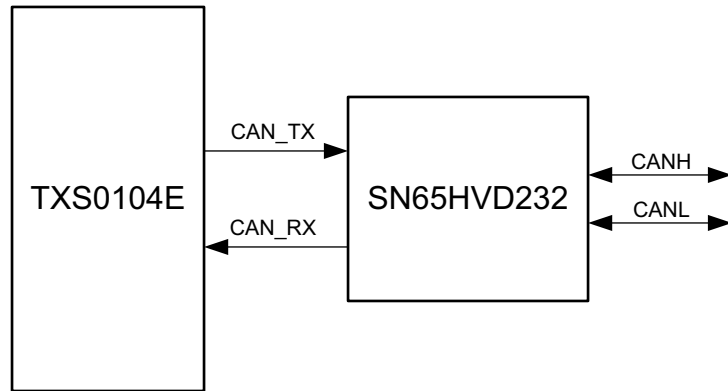 CAN_TX
TXS0104E
SN65HVD232
CANH
CANL
CAN_RX